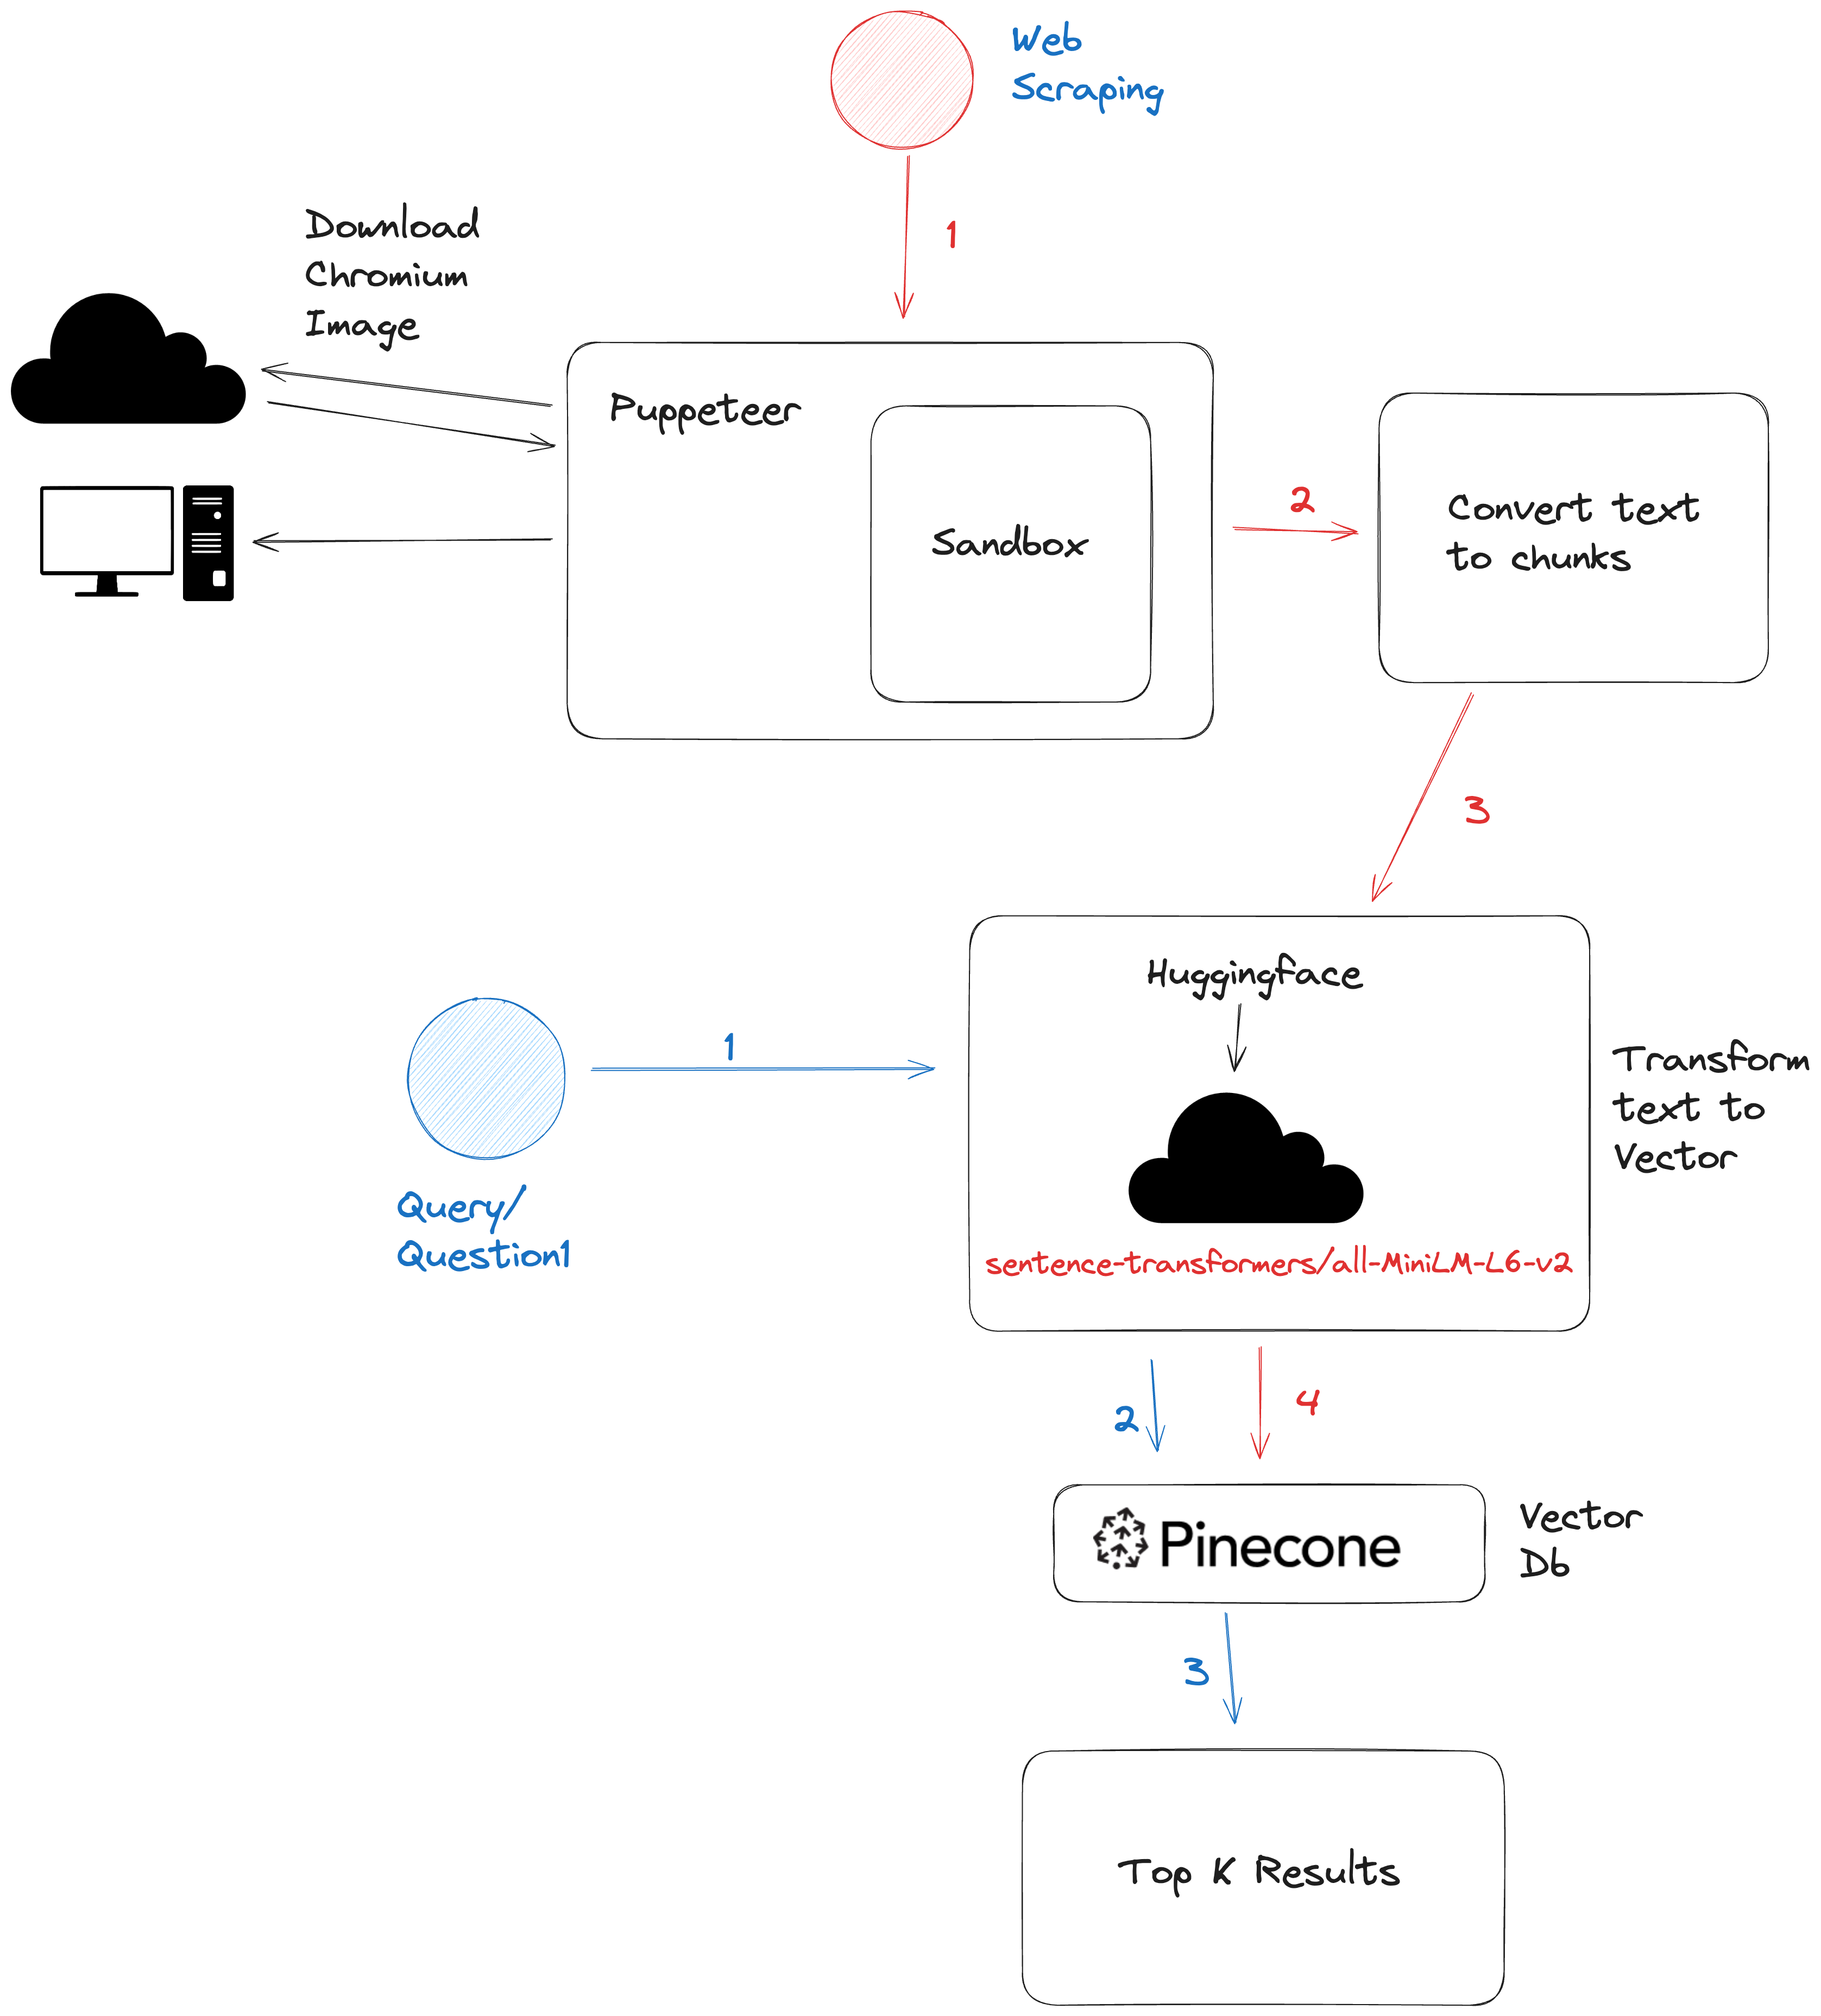 Web
Scraping
1
Download
Chromium
Image
Puppeteer
Sandbox
2
Convert text
to chunks
3
Huggingface
1
Transform
text to
Vector
Query/
Question1
sentence-transformers/all-MiniLM-L6-v2
2
4
Pinecone
Vector
Db
3
Top K Results